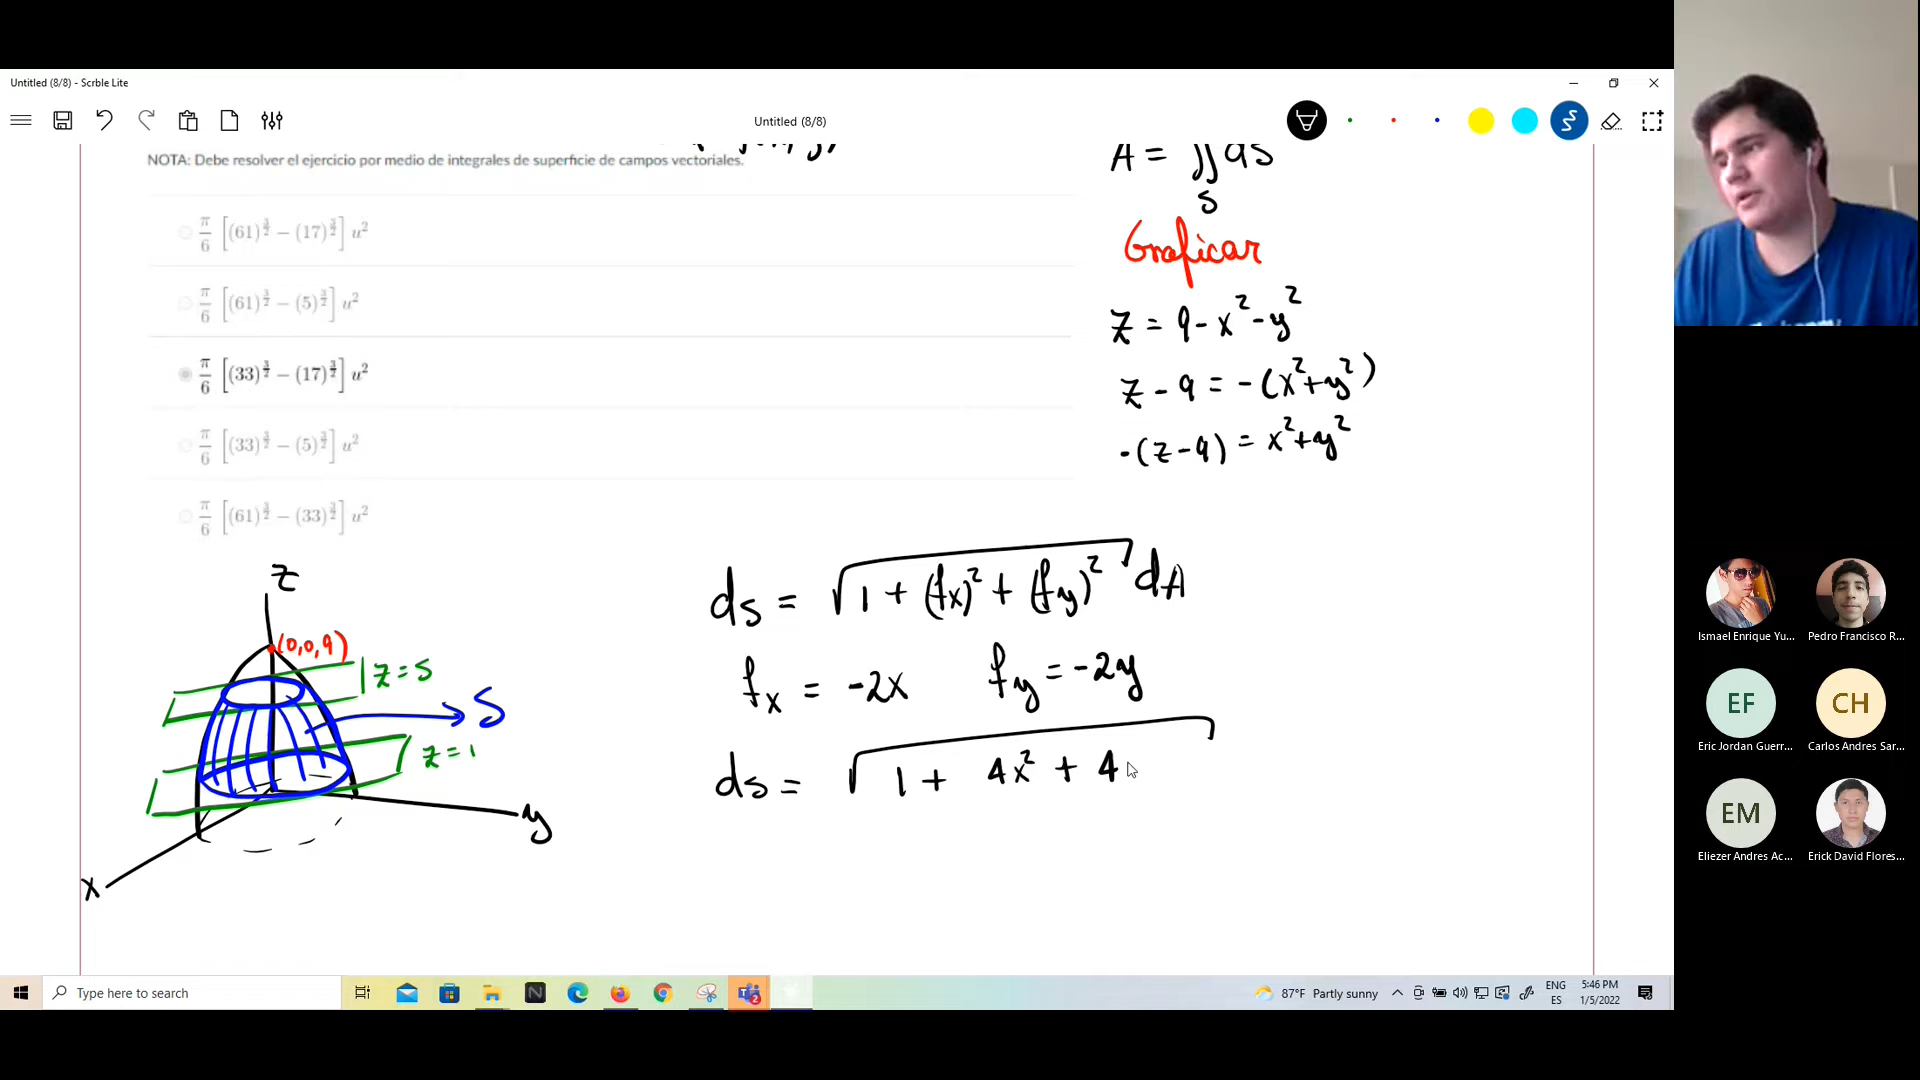 Untitled (8/8) - Scrble Lite
Untitled (8/8)
NOTA: Debe resolver el ejercicio por medio de integrales de superficie de campos vectoriales.
A = ∬ ds
S
π/6 [(61)^(3/2) − (17)^(3/2)] u²
π/6 [(61)^(3/2) − (5)^(3/2)] u²
π/6 [(33)^(3/2) − (17)^(3/2)] u²
π/6 [(33)^(3/2) − (5)^(3/2)] u²
π/6 [(61)^(3/2) − (33)^(3/2)] u²
Graficar
z = 9 - x² - y²
z - 9 = -(x² + y²)
-(z - 9) = x² + y²
z
(0,0,9)
z = 5
S
z = 1
y
x
ds = √(1 + (fx)² + (fy)²) dA
fx = -2x fy = -2y
ds = √(1 + 4x² + 4
Ismael Enrique Yu...
Pedro Francisco R...
EF
CH
Eric Jordan Guerr...
Carlos Andres Sar...
EM
Eliezer Andres Ac...
Erick David Flores...
Type here to search
N
2
87°F Partly sunny
ENG
ES
5:46 PM
1/5/2022